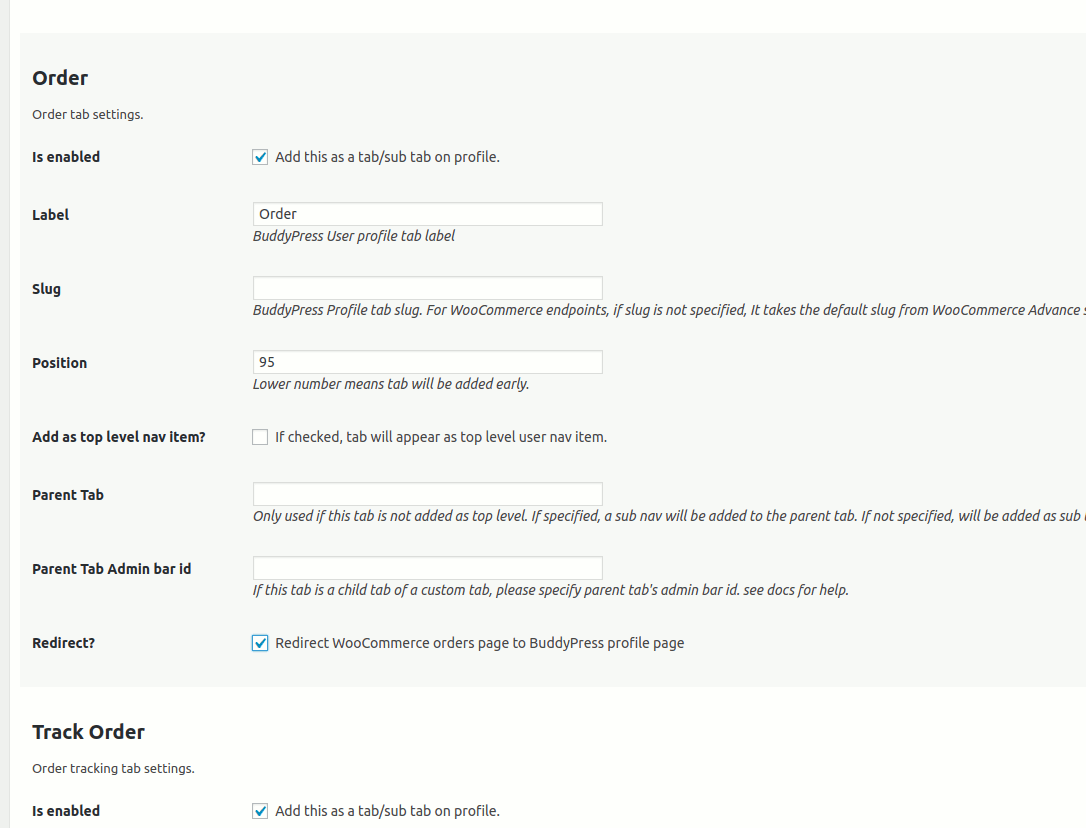 Order
Order tab settings.
Is enabled
Add this as a tab/sub tab on profile.
Label
Order
BuddyPress User profile tab label
Slug
BuddyPress Profile tab slug. For WooCommerce endpoints, if slug is not specified, It takes the default slug from WooCommerce Advance
Position
95
Lower number means tab will be added early.
Add as top level nav item?
If checked, tab will appear as top level user nav item.
Parent Tab
Only used if this tab is not added as top level. If specified, a sub nav will be added to the parent tab. If not specified, will be added as sub
Parent Tab Admin bar id
If this tab is a child tab of a custom tab, please specify parent tab's admin bar id. see docs for help.
Redirect?
Redirect WooCommerce orders page to BuddyPress profile page
Track Order
Order tracking tab settings.
Is enabled
Add this as a tab/sub tab on profile.